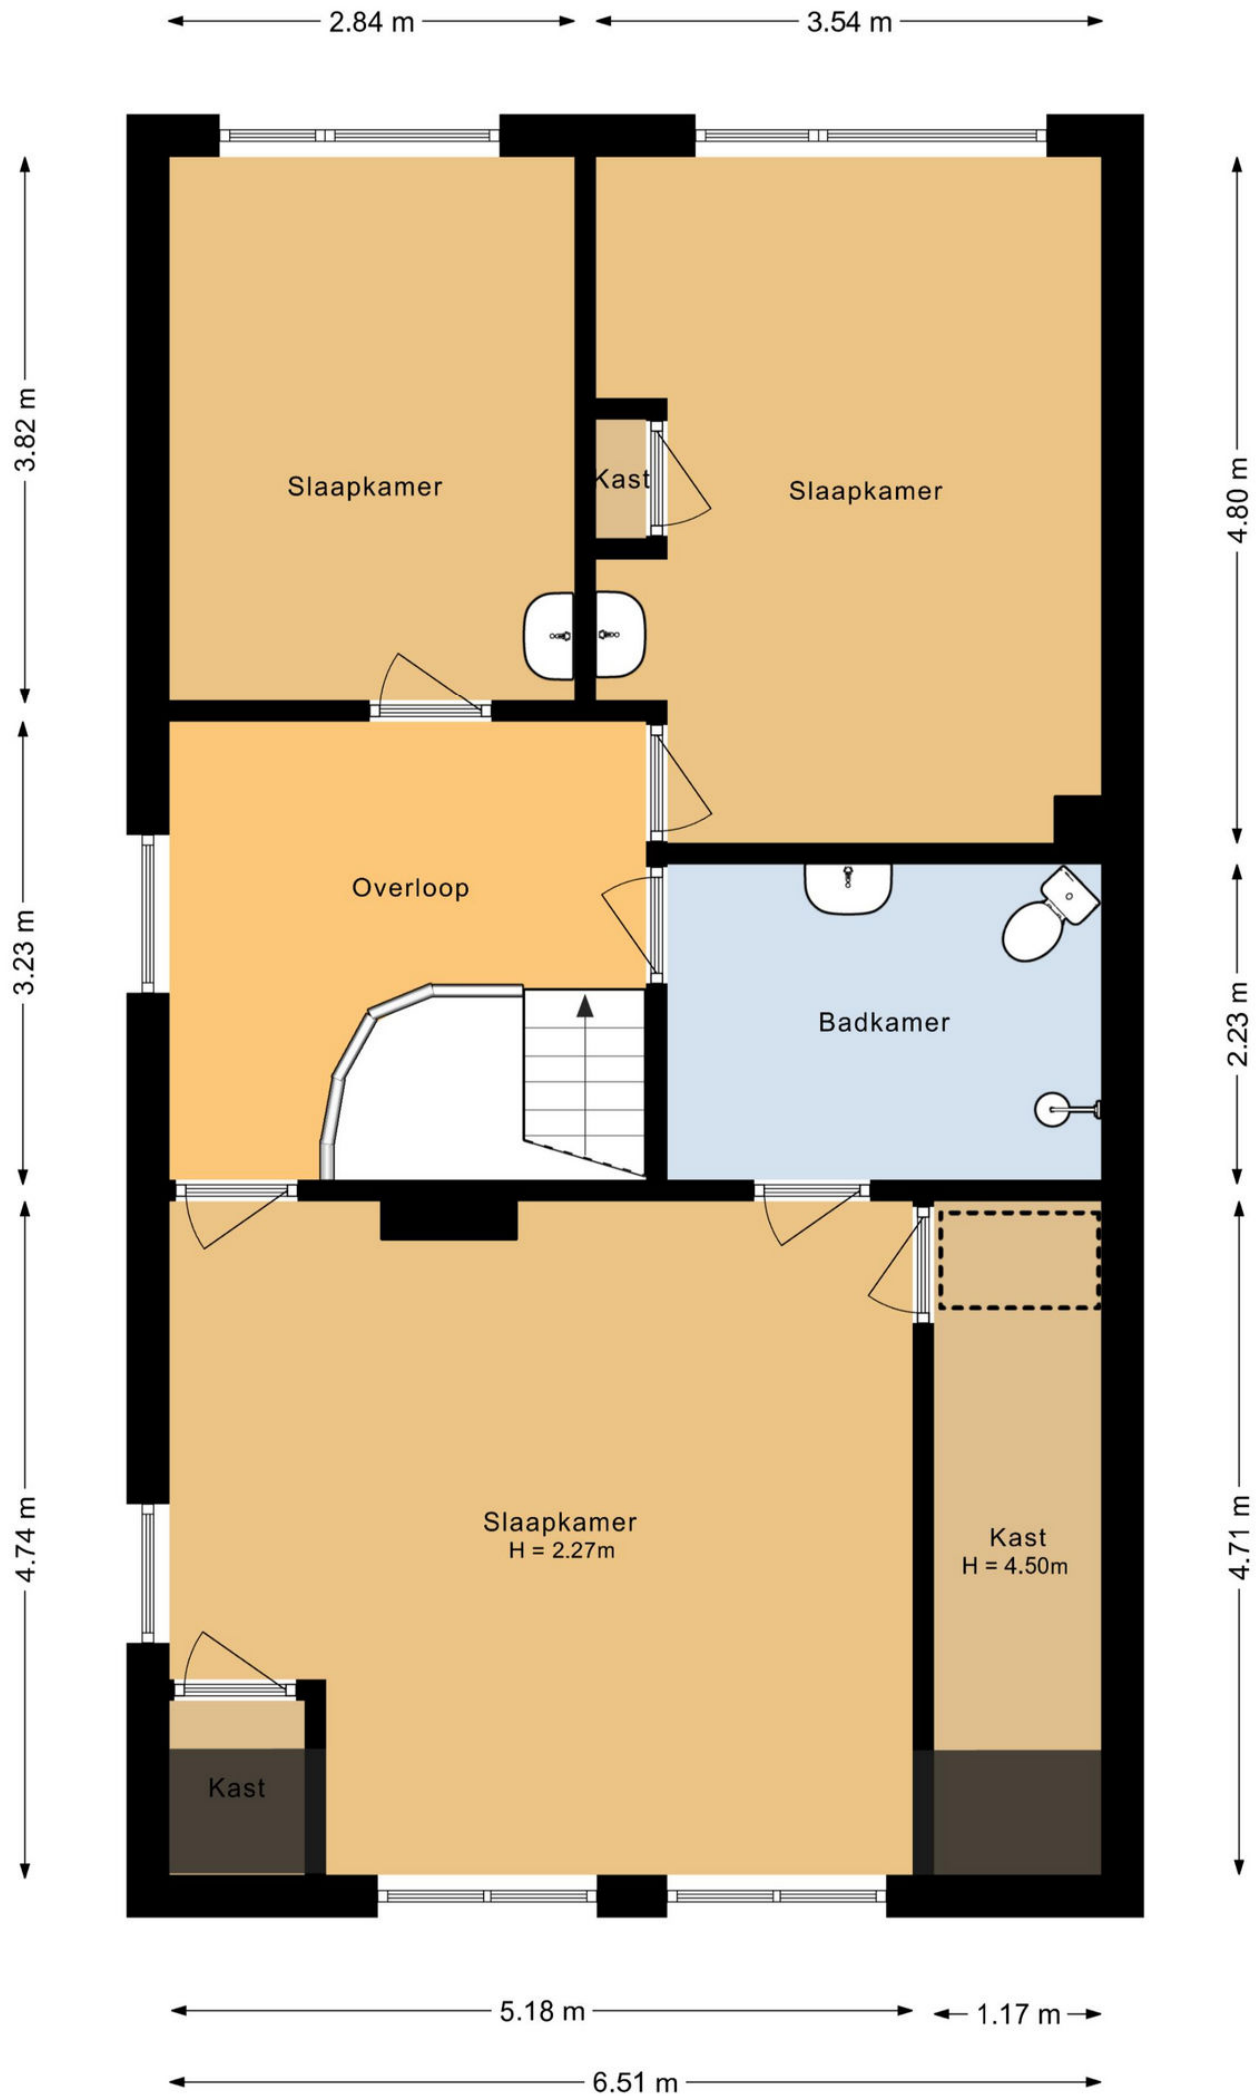 2.84 m
3.54 m
3.82 m
4.80 m
Slaapkamer
Kast
Slaapkamer
Overloop
3.23 m
2.23 m
Badkamer
4.74 m
4.71 m
Slaapkamer
H = 2.27m
Kast
H = 4.50m
Kast
5.18 m
1.17 m
6.51 m